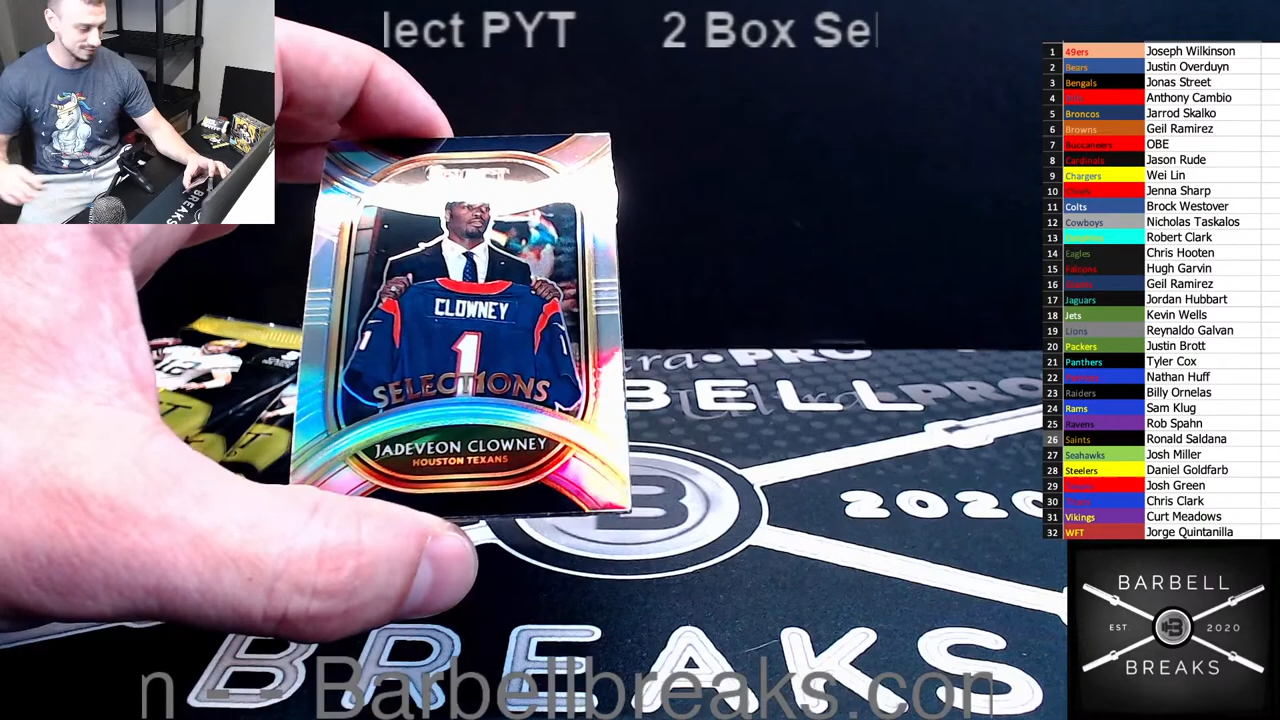 lect PYT 2 Box Se
1 49ers Joseph Wilkinson
2 Bears Justin Overduyn
3 Bengals Jonas Street
4 Anthony Cambio
5 Broncos Jarrod Skalko
6 Browns Geil Ramirez
7 Buccaneers OBE
8 Cardinals Jason Rude
9 Chargers Wei Lin
10 Chiefs Jenna Sharp
11 Colts Brock Westover
12 Cowboys Nicholas Taskalos
13 Robert Clark
14 Eagles Chris Hooten
15 Falcons Hugh Garvin
16 Giants Geil Ramirez
17 Jaguars Jordan Hubbart
18 Jets Kevin Wells
19 Lions Reynaldo Galvan
20 Packers Justin Brott
21 Panthers Tyler Cox
22 Nathan Huff
23 Raiders Billy Ornelas
24 Rams Sam Klug
25 Ravens Rob Spahn
26 Saints Ronald Saldana
27 Seahawks Josh Miller
28 Steelers Daniel Goldfarb
29 Josh Green
30 Chris Clark
31 Vikings Curt Meadows
32 WFT Jorge Quintanilla
CLOWNEY
1
SELECTIONS
JADEVEON CLOWNEY
HOUSTON TEXANS
ultra•PRO
BELL
2020
BREAKS
BREAKS
BARBELL
EST. 2020
BREAKS
n -- Barbellbreaks.con